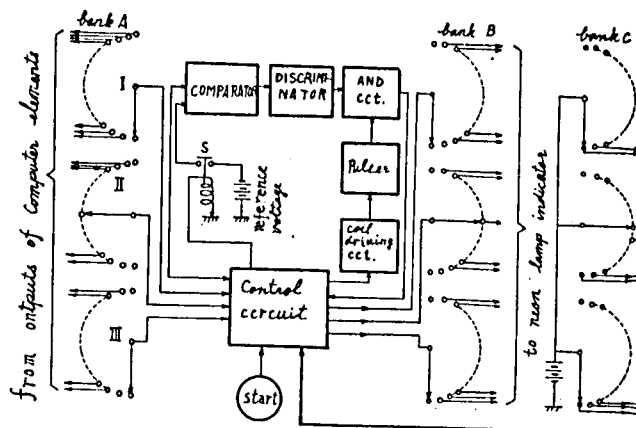 bank A
from outputs of Computer elements
I
II
III
COMPARATOR
DISCRIMI
NATOR
AND
CCT.
S
reference
voltage
Pulser
coil
driving
cct.
Control
circuit
start
bank B
to neon lamp indicator
bank C